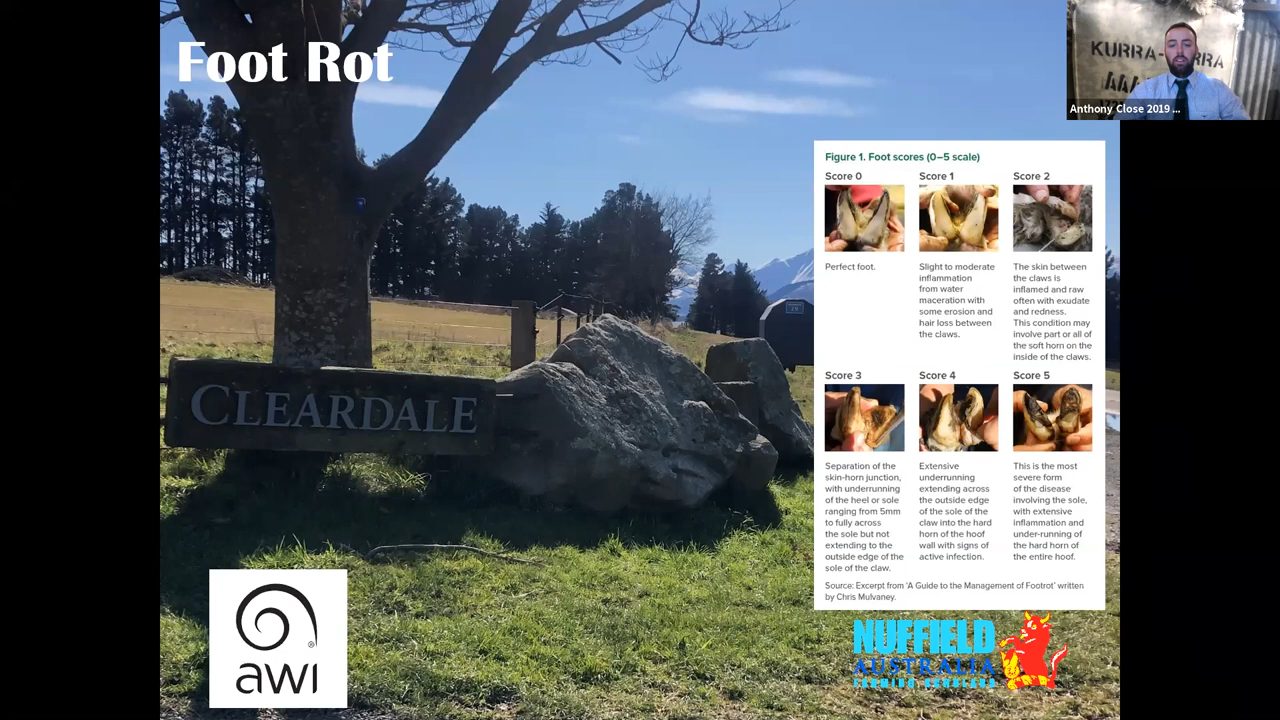 Foot Rot
KURRA-
Anthony Close 2019 ...
Figure 1. Foot scores (0–5 scale)
Score 0
Perfect foot.
Score 1
Slight to moderate
inflammation
from water
maceration with
some erosion and
hair loss between
the claws.
Score 2
The skin between
the claws is
inflamed and raw
often with exudate
and redness.
This condition may
involve part or all of
the soft horn on the
inside of the claws.
Score 3
Separation of the
skin-horn junction,
with underrunning
of the heel or sole
ranging from 5mm
to fully across
the sole but not
extending to the
outside edge of the
sole of the claw.
Score 4
Extensive
underrunning
extending across
the outside edge
of the sole of the
claw into the hard
horn of the hoof
wall with signs of
active infection.
Score 5
This is the most
severe form
of the disease
involving the sole,
with extensive
inflammation and
under-running of
the hard horn of
the entire hoof.
Source: Excerpt from ‘A Guide to the Management of Footrot’ written
by Chris Mulvaney.
CLEARDALE
awi
NUFFIELD
AUSTRALIA
FARMING SCHOLARS